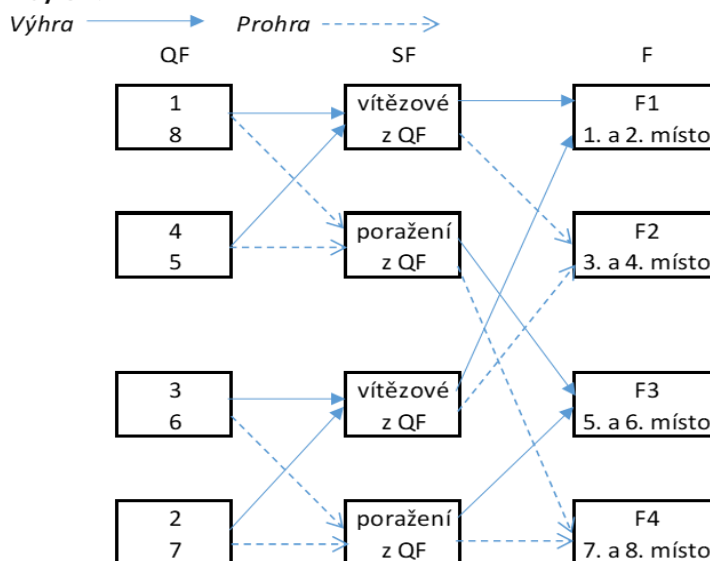 Výhra
Prohra
QF
SF
F
1
8
vítězové
z QF
F1
1. a 2. místo
4
5
poražení
z QF
F2
3. a 4. místo
3
6
vítězové
z QF
F3
5. a 6. místo
2
7
poražení
z QF
F4
7. a 8. místo